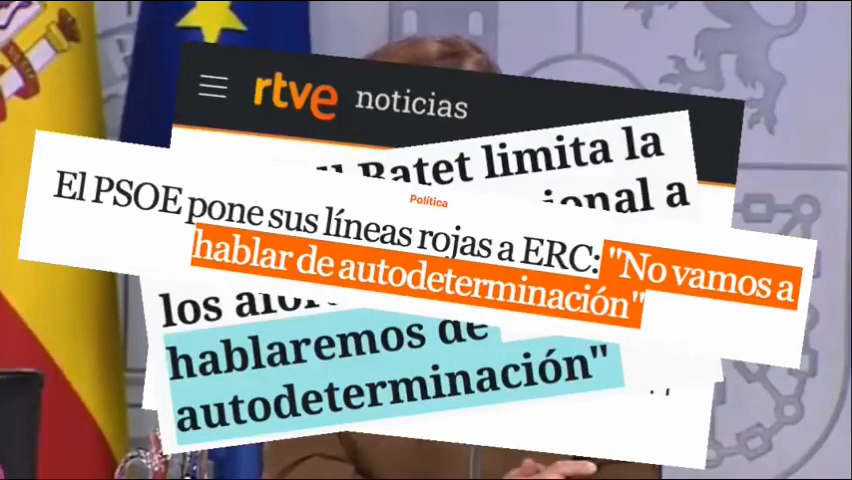 rtve noticias
Batet limita la
a
Política
El PSOE pone sus líneas rojas a ERC: "No vamos a
hablar de autodeterminación"
los
hablaremos de
autodeterminación"